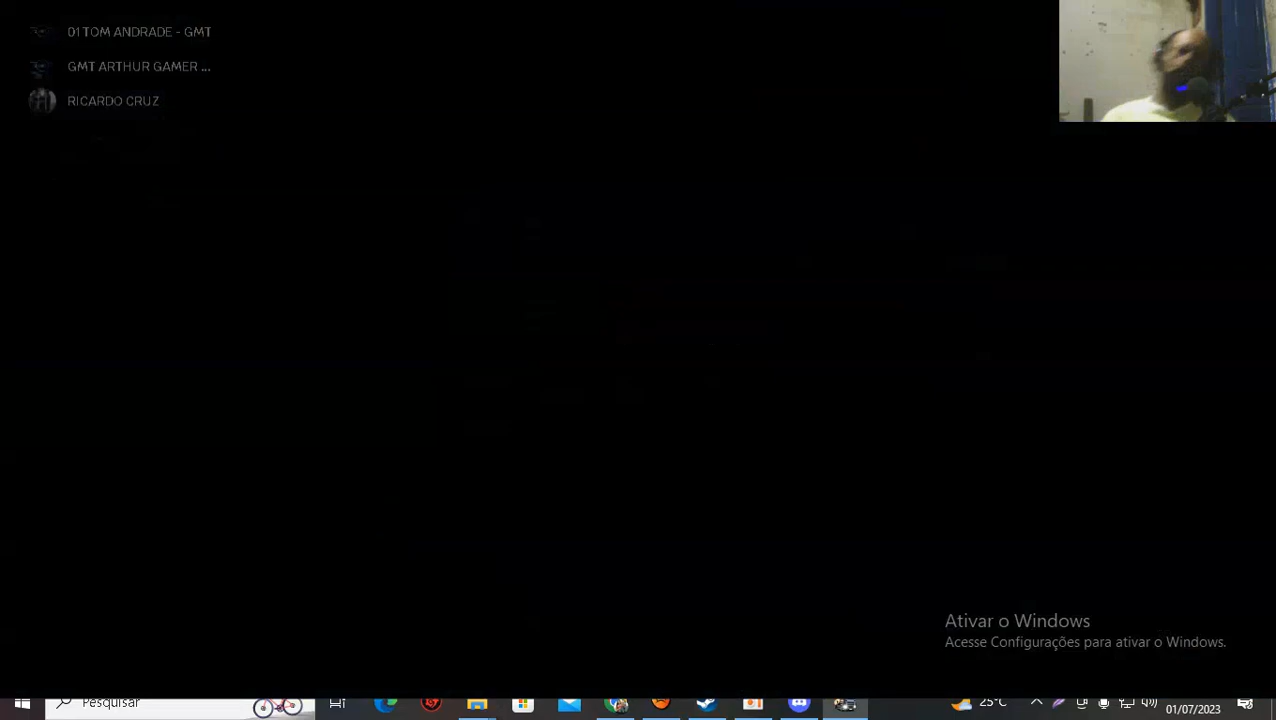 01 TOM ANDRADE - GMT
GMT ARTHUR GAMER ...
RICARDO CRUZ
Ativar o Windows
Acesse Configurações para ativar o Windows.
Pesquisar
25°C
01/07/2023